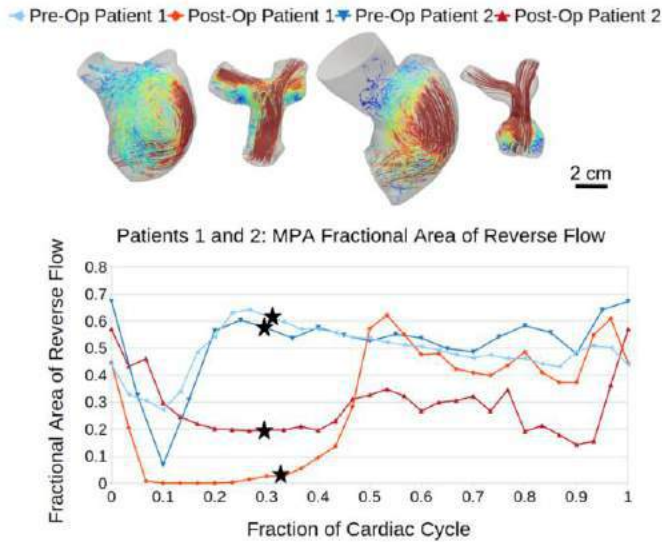 Pre-Op Patient 1 Post-Op Patient 1 Pre-Op Patient 2 Post-Op Patient 2
2 cm
Patients 1 and 2: MPA Fractional Area of Reverse Flow
Fractional Area of Reverse Flow
0.8
0.7
0.6
0.5
0.4
0.3
0.2
0.1
0
0 0.1 0.2 0.3 0.4 0.5 0.6 0.7 0.8 0.9 1
Fraction of Cardiac Cycle